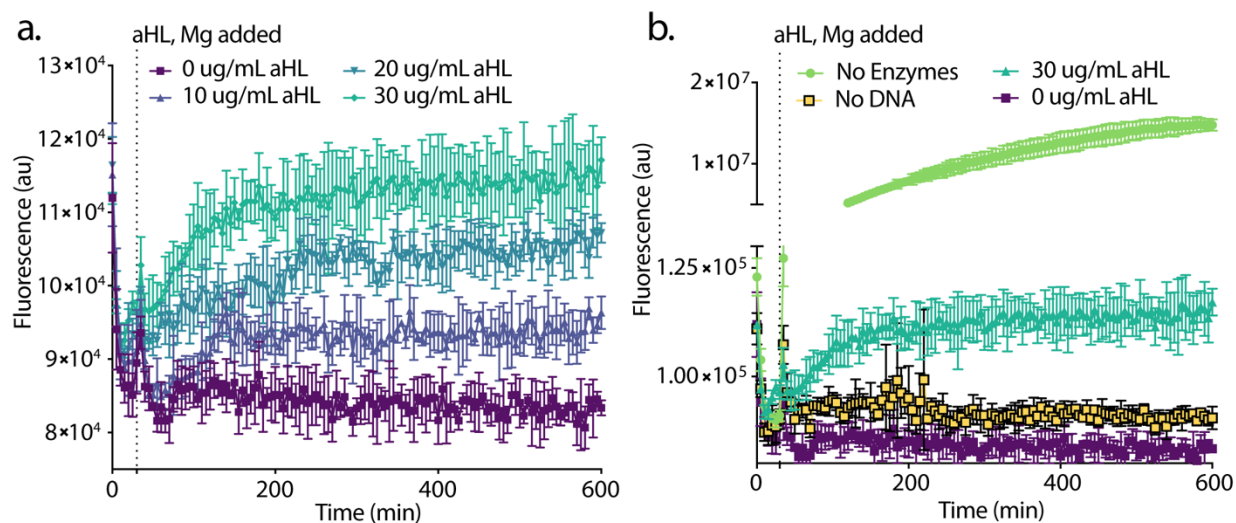 a.
aHL, Mg added
0 ug/mL aHL
20 ug/mL aHL
10 ug/mL aHL
30 ug/mL aHL
Fluorescence (au)
13×10⁴
12×10⁴
11×10⁴
10×10⁴
9×10⁴
8×10⁴
0
200
400
600
Time (min)
b.
aHL, Mg added
No Enzymes
30 ug/mL aHL
No DNA
0 ug/mL aHL
Fluorescence (au)
2×10⁷
1×10⁷
1.25×10⁵
1.00×10⁵
0
200
400
600
Time (min)